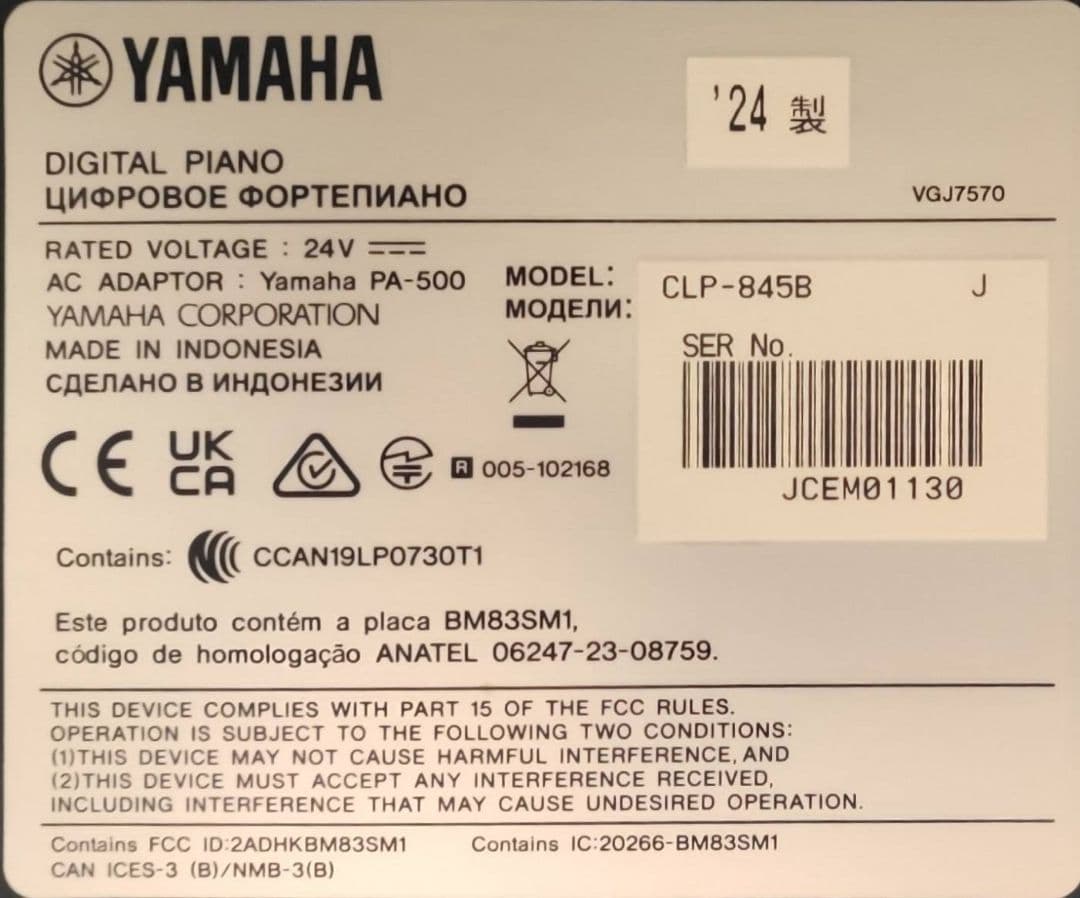 YAMAHA
'24 製
DIGITAL PIANO
ЦИФРОВОЕ ФОРТЕПИАНО
VGJ7570
RATED VOLTAGE : 24V
AC ADAPTOR : Yamaha PA-500
YAMAHA CORPORATION
MADE IN INDONESIA
СДЕЛАНО В ИНДОНЕЗИИ
MODEL:
МОДЕЛИ:
CLP-845B J
SER No.
JCEM01130
CE UK CA R 005-102168
Contains: CCAN19LP0730T1
Este produto contém a placa BM83SM1,
código de homologação ANATEL 06247-23-08759.
THIS DEVICE COMPLIES WITH PART 15 OF THE FCC RULES.
OPERATION IS SUBJECT TO THE FOLLOWING TWO CONDITIONS:
(1)THIS DEVICE MAY NOT CAUSE HARMFUL INTERFERENCE, AND
(2)THIS DEVICE MUST ACCEPT ANY INTERFERENCE RECEIVED,
INCLUDING INTERFERENCE THAT MAY CAUSE UNDESIRED OPERATION.
Contains FCC ID:2ADHKBM83SM1 Contains IC:20266-BM83SM1
CAN ICES-3 (B)/NMB-3(B)